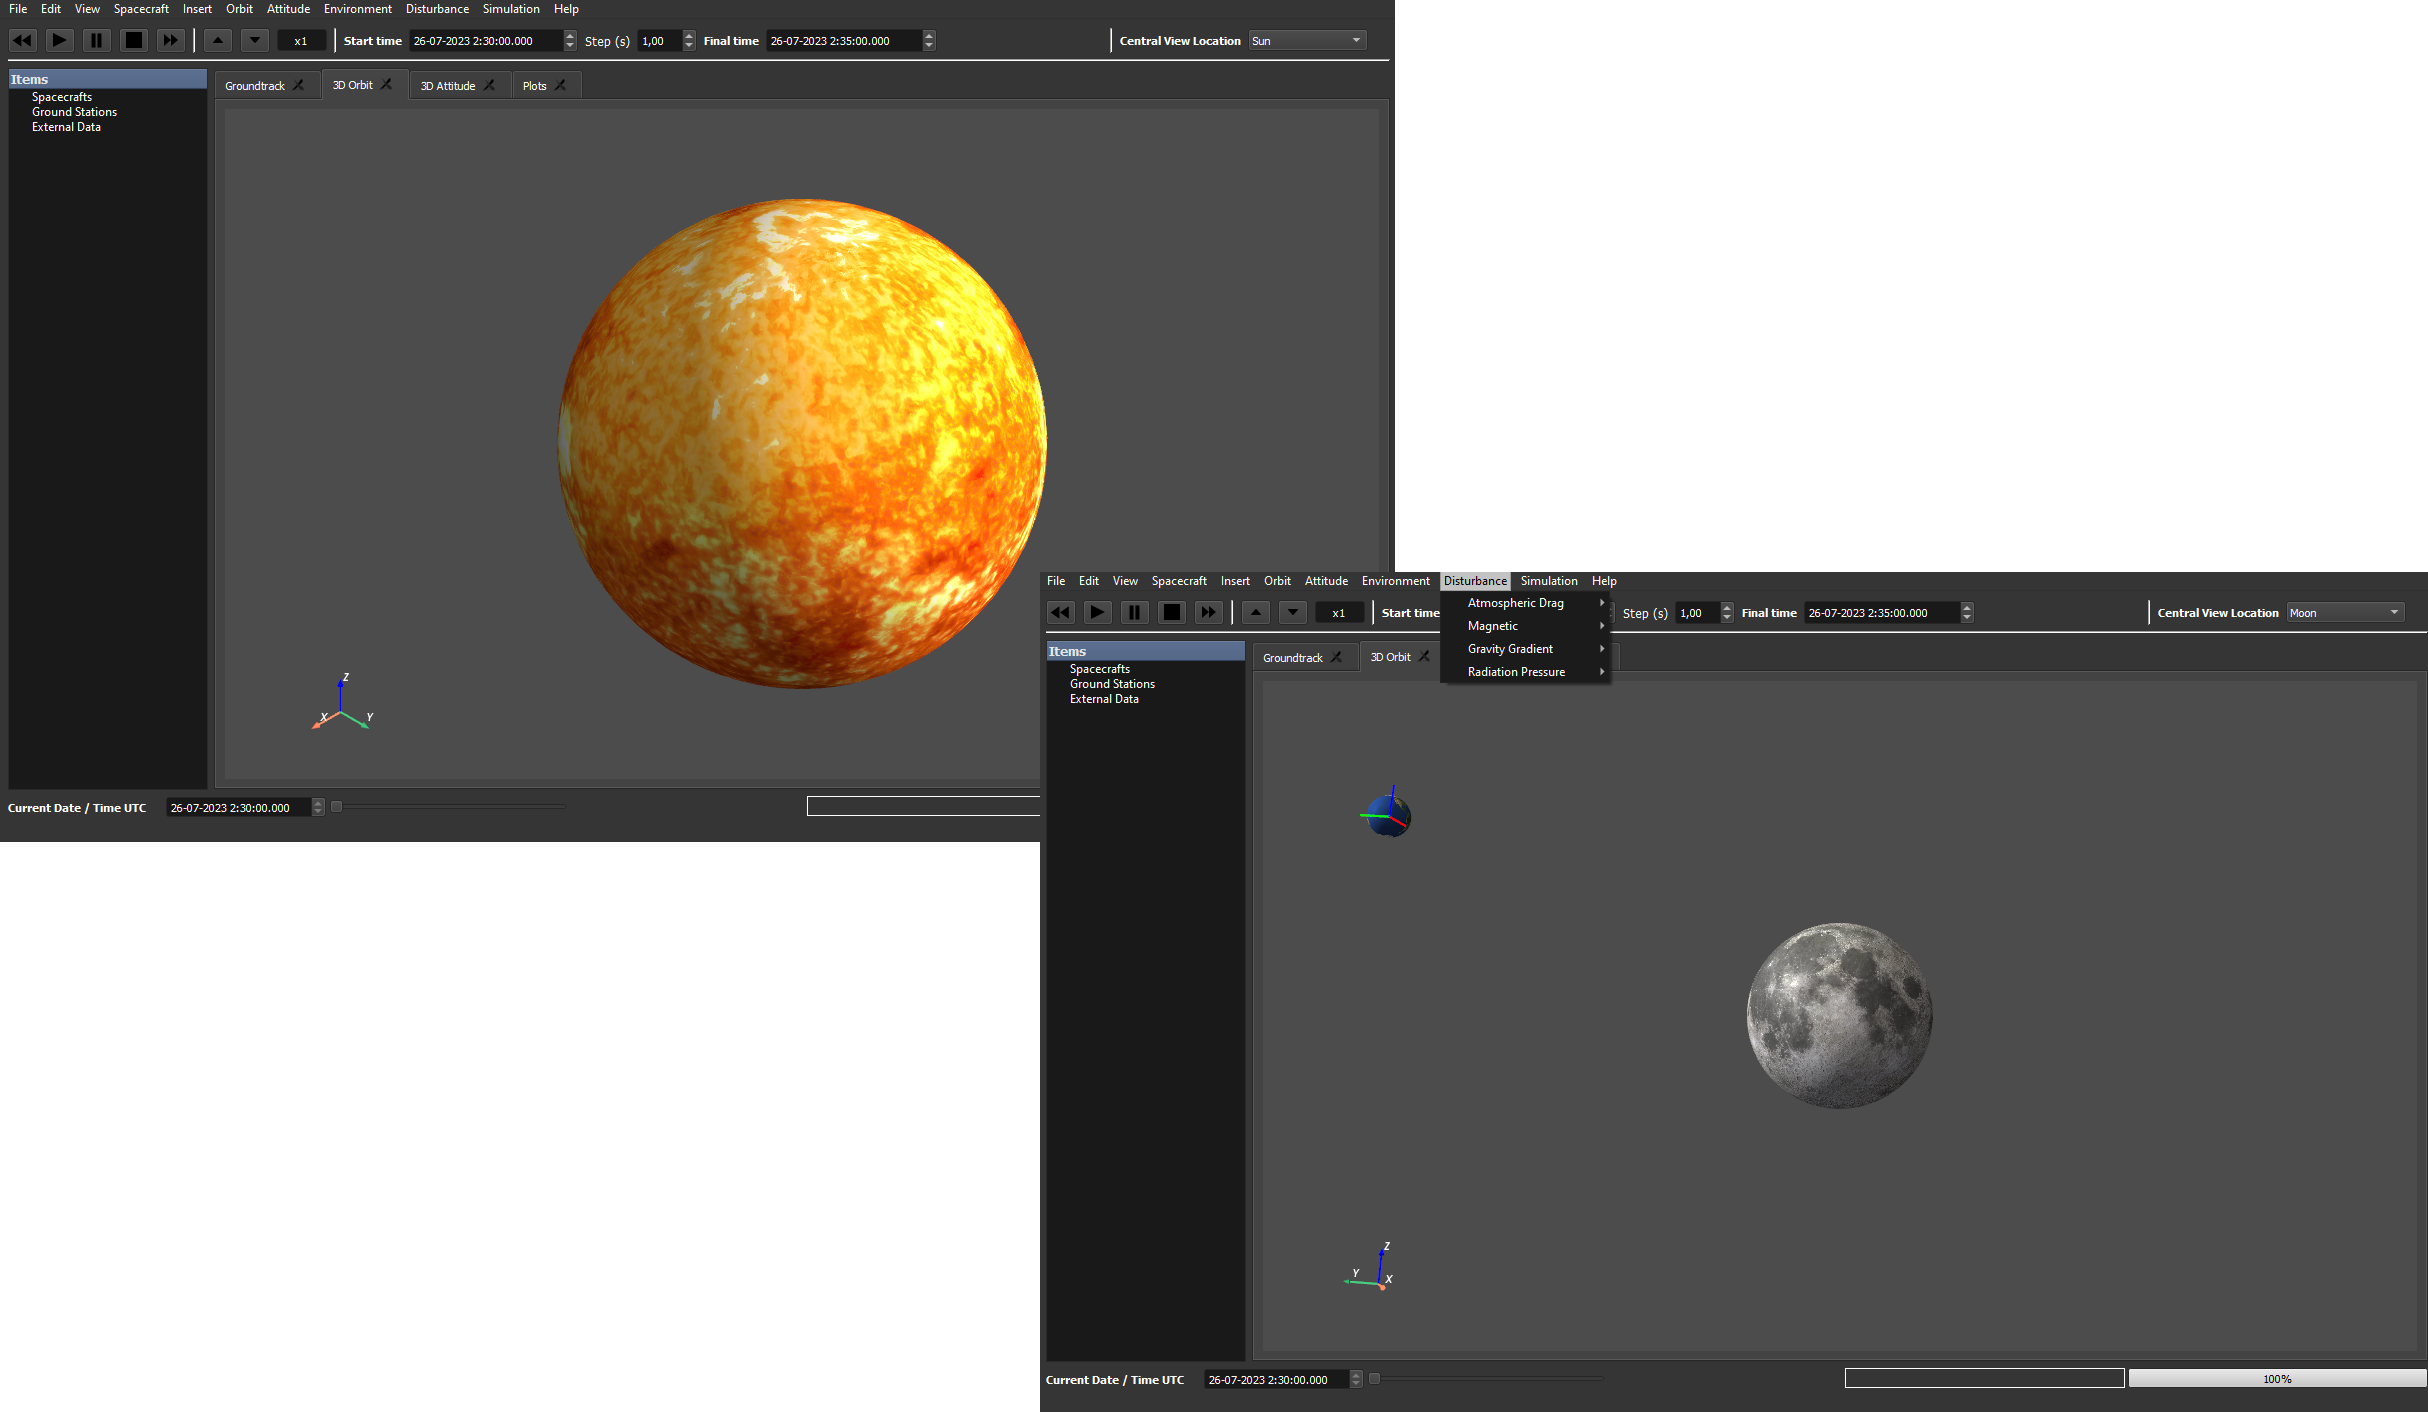 File Edit View Spacecraft Insert Orbit Attitude Environment Disturbance Simulation Help
x1 Start time 26-07-2023 2:30:00.000 Step (s) 1,00 Final time 26-07-2023 2:35:00.000 Central View Location Sun
Items
Spacecrafts
Ground Stations
External Data
Groundtrack 3D Orbit 3D Attitude Plots
Z
X Y
Current Date / Time UTC 26-07-2023 2:30:00.000
File Edit View Spacecraft Insert Orbit Attitude Environment Disturbance Simulation Help
x1 Start time Step (s) 1,00 Final time 26-07-2023 2:35:00.000 Central View Location Moon
Atmospheric Drag
Magnetic
Gravity Gradient
Radiation Pressure
Items
Spacecrafts
Ground Stations
External Data
Groundtrack 3D Orbit
Z
Y X
Current Date / Time UTC 26-07-2023 2:30:00.000 100%